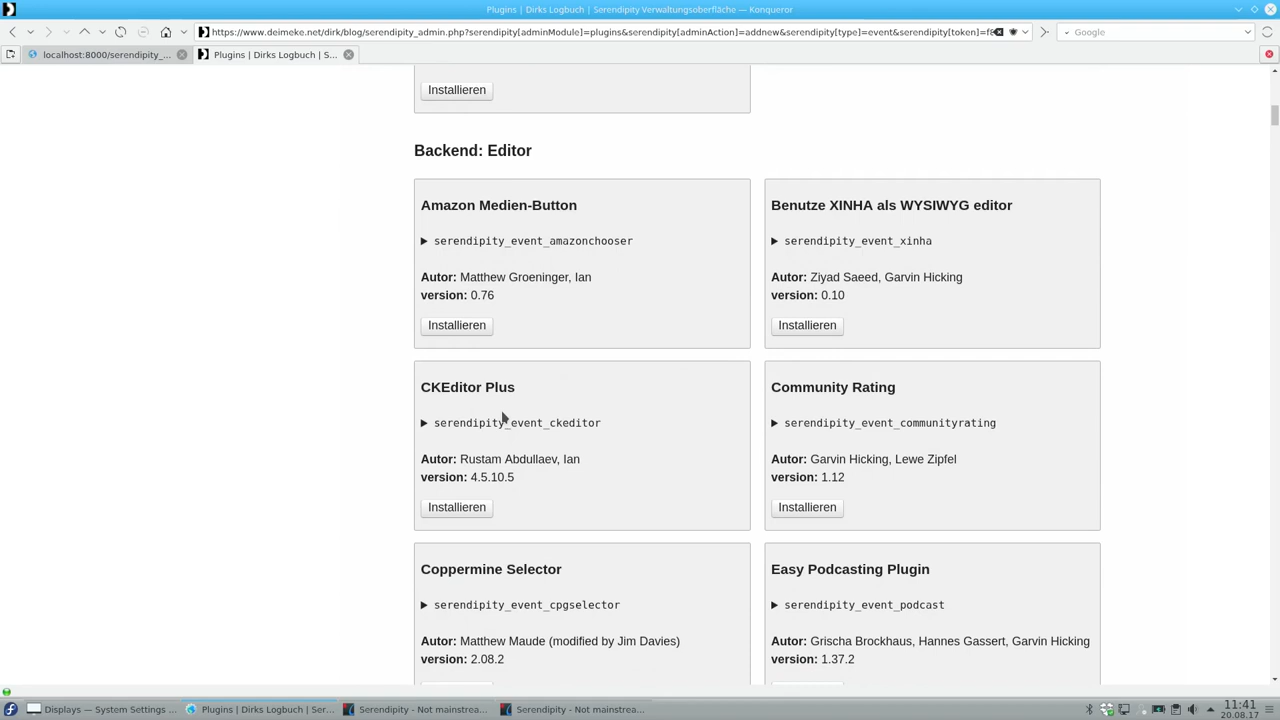 Plugins | Dirks Logbuch | Serendipity Verwaltungsoberfläche — Konqueror
https://www.deimeke.net/dirk/blog/serendipity_admin.php?serendipity[adminModule]=plugins&serendipity[adminAction]=addnew&serendipity[type]=event&serendipity[token]=f8
Google
localhost:8000/serendipity_...
Plugins | Dirks Logbuch | S...
Installieren
Backend: Editor
Amazon Medien-Button
serendipity_event_amazonchooser
Autor: Matthew Groeninger, Ian
version: 0.76
Installieren
Benutze XINHA als WYSIWYG editor
serendipity_event_xinha
Autor: Ziyad Saeed, Garvin Hicking
version: 0.10
Installieren
CKEditor Plus
serendipity_event_ckeditor
Autor: Rustam Abdullaev, Ian
version: 4.5.10.5
Installieren
Community Rating
serendipity_event_communityrating
Autor: Garvin Hicking, Lewe Zipfel
version: 1.12
Installieren
Coppermine Selector
serendipity_event_cpgselector
Autor: Matthew Maude (modified by Jim Davies)
version: 2.08.2
Easy Podcasting Plugin
serendipity_event_podcast
Autor: Grischa Brockhaus, Hannes Gassert, Garvin Hicking
version: 1.37.2
Displays — System Settings ...
Plugins | Dirks Logbuch | Ser...
Serendipity - Not mainstrea...
Serendipity - Not mainstrea...
11:41
20.08.17